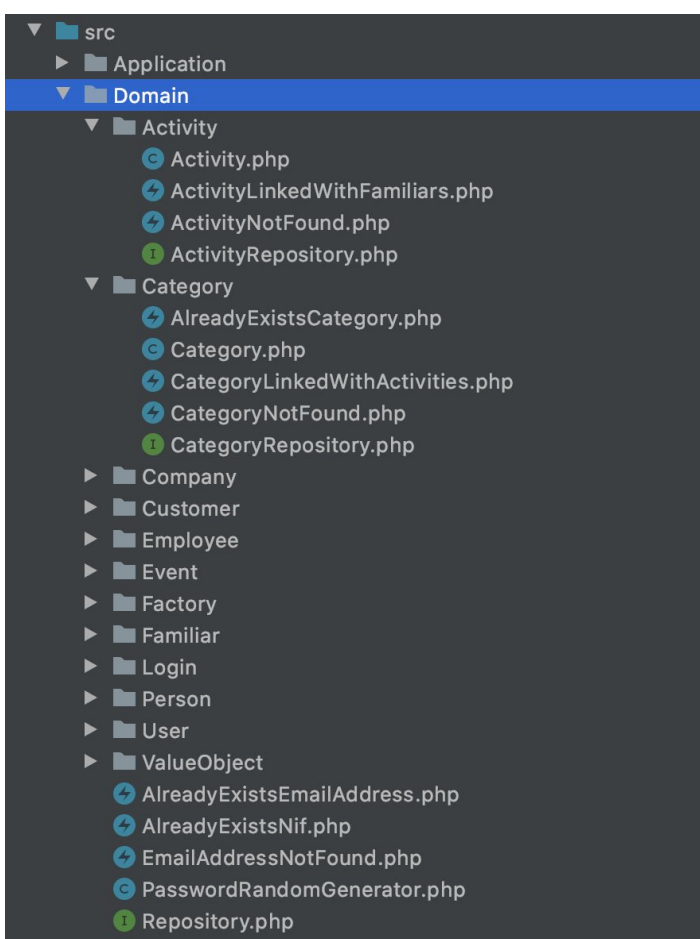 src
Application
Domain
Activity
Activity.php
ActivityLinkedWithFamiliars.php
ActivityNotFound.php
ActivityRepository.php
Category
AlreadyExistsCategory.php
Category.php
CategoryLinkedWithActivities.php
CategoryNotFound.php
CategoryRepository.php
Company
Customer
Employee
Event
Factory
Familiar
Login
Person
User
ValueObject
AlreadyExistsEmailAddress.php
AlreadyExistsNif.php
EmailAddressNotFound.php
PasswordRandomGenerator.php
Repository.php